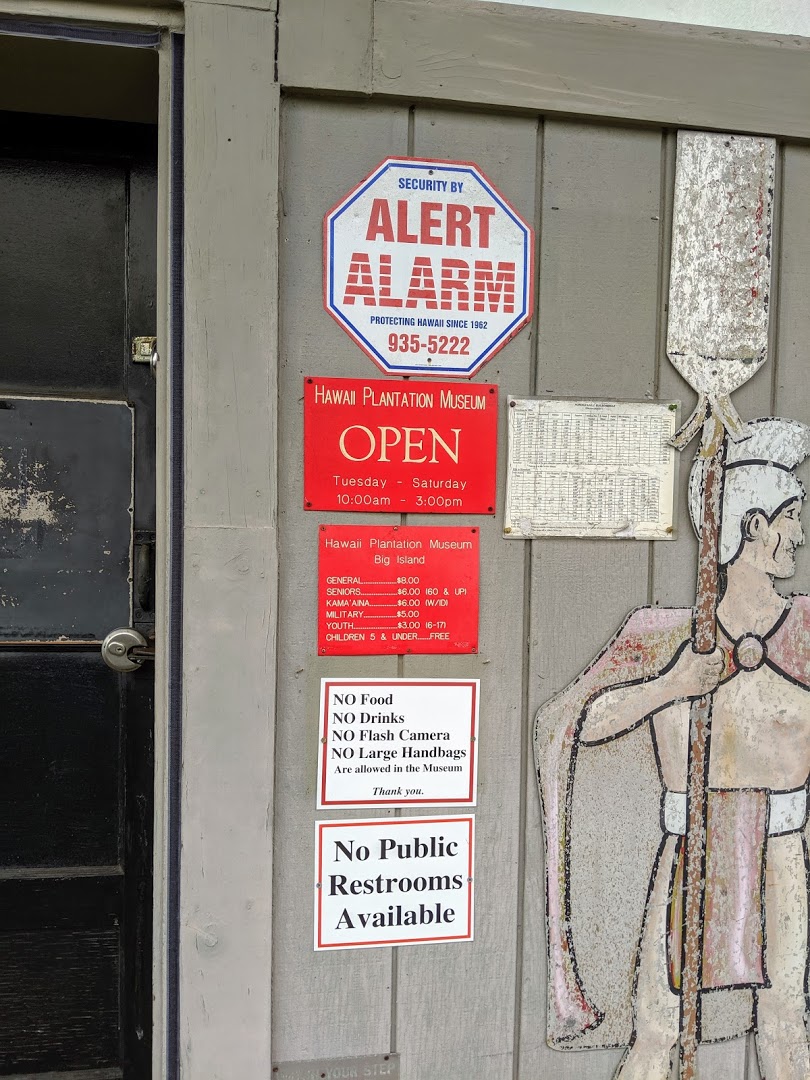 SECURITY BY
ALERT
ALARM
PROTECTING HAWAII SINCE 1962
935-5222
HAWAII PLANTATION MUSEUM
OPEN
Tuesday - Saturday
10:00am - 3:00pm
Hawaii Plantation Museum
Big Island
GENERAL....................$8.00
SENIORS....................$6.00 (60 & UP)
KAMA'AINA...............$6.00 (W/ID)
MILITARY....................$5.00
YOUTH.......................$3.00 (6-17)
CHILDREN 5 & UNDER......FREE
NO Food
NO Drinks
NO Flash Camera
NO Large Handbags
Are allowed in the Museum
Thank you.
No Public
Restrooms
Available
YOUR STEP